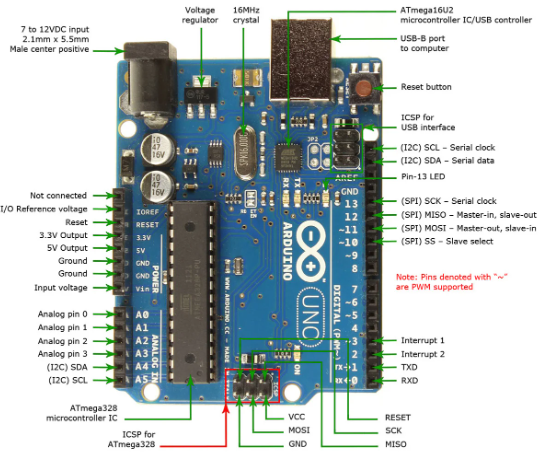 7 to 12VDC input
2.1mm x 5.5mm
Male center positive
Voltage
regulator
16MHz
crystal
ATmega16U2
microcontroller IC/USB controller
USB-B port
to computer
Reset button
ICSP for
USB interface
(I2C) SCL – Serial clock
(I2C) SDA – Serial data
Pin-13 LED
(SPI) SCK – Serial clock
(SPI) MISO – Master-in, slave-out
(SPI) MOSI – Master-out, slave-in
(SPI) SS – Slave select
Note: Pins denoted with "~"
are PWM supported
Interrupt 1
Interrupt 2
TXD
RXD
Not connected
I/O Reference voltage
Reset
3.3V Output
5V Output
Ground
Ground
Input voltage
Analog pin 0
Analog pin 1
Analog pin 2
Analog pin 3
(I2C) SDA
(I2C) SCL
ATmega328
microcontroller IC
ICSP for
ATmega328
VCC
MOSI
GND
RESET
SCK
MISO
47
16V
47
16V
JP2
AREF
GND
13
12
~11
~10
~9
8
7
~6
~5
4
~3
2
TX→1
RX←0
DIGITAL (PWM~)
IOREF
RESET
3.3V
5V
GND
GND
Vin
POWER
A0
A1
A2
A3
A4
A5
ANALOG IN
ARDUINO
UNO
WWW.ARDUINO.CC - MADE
ICSP
ON